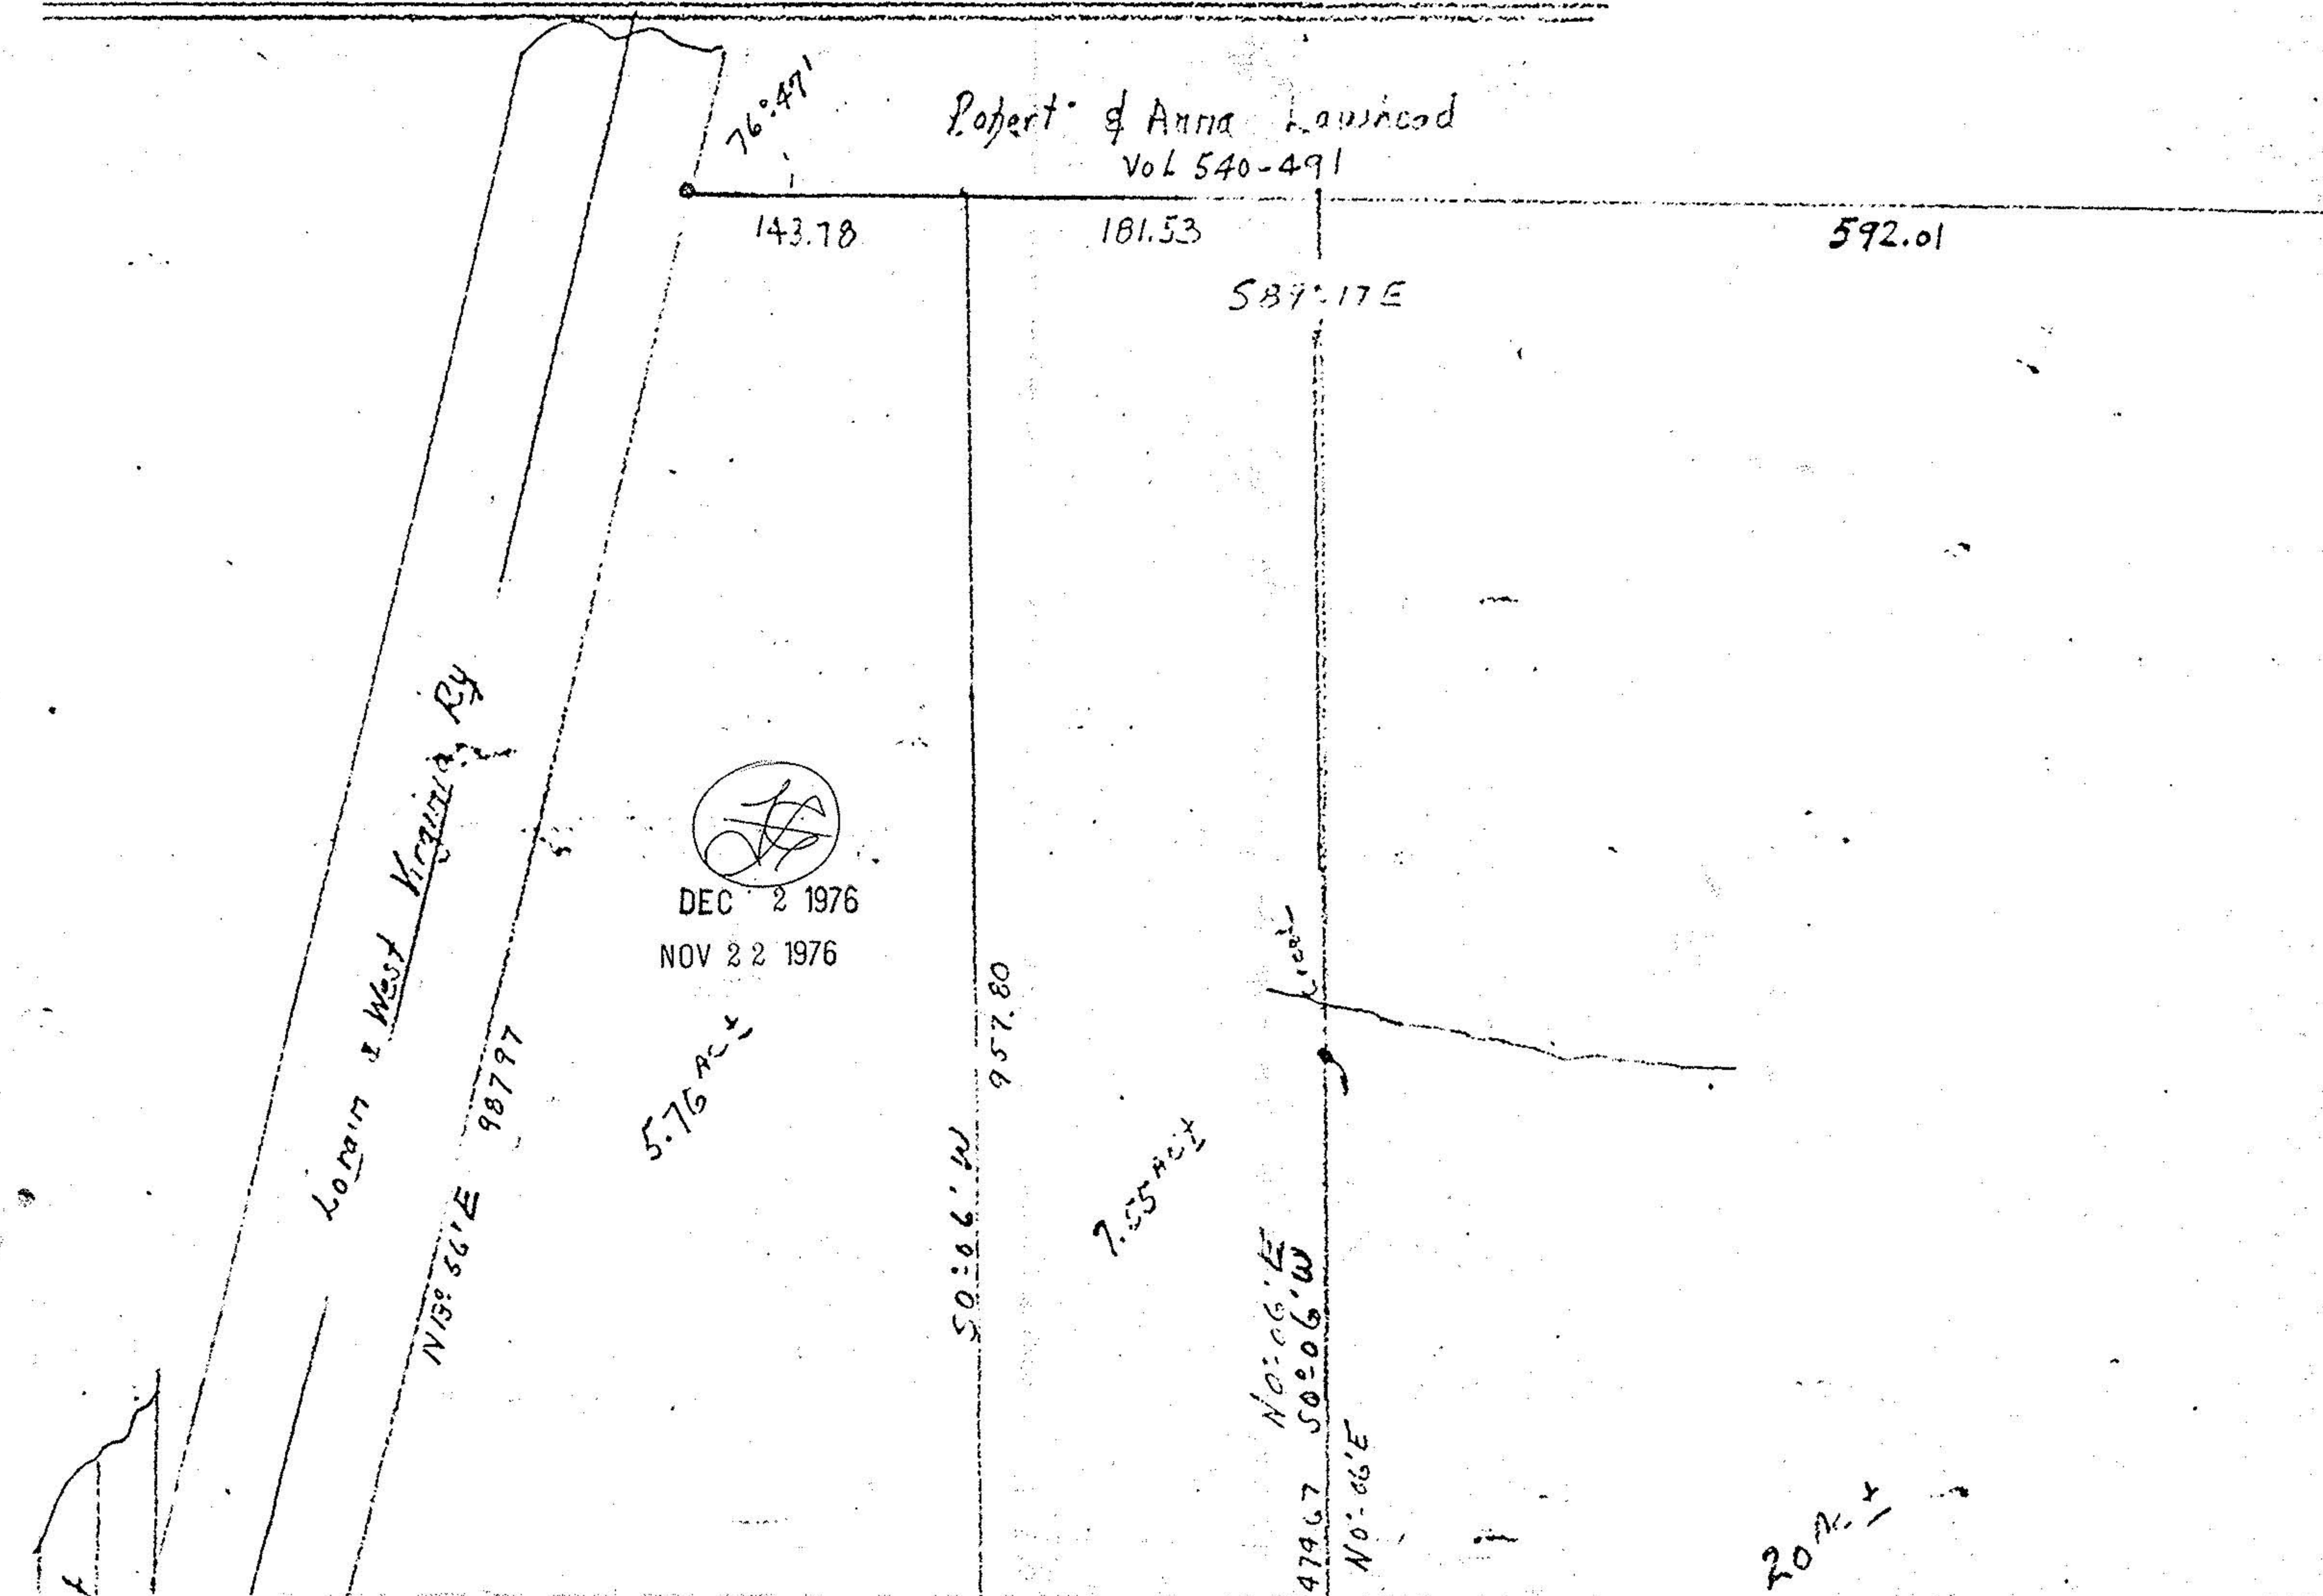 76°47'
Robert & Anna Lawhead
Vol 540-491
143.78
181.53
592.01
S89°17'E
Lorain & West Virginia Ry
DEC 2 1976
NOV 22 1976
N13°56'E 987.97
5.76 Ac ±
S0°06'W
957.80
7.55 Ac ±
N0°-06'E
S0°06'W
N0°-06'E
20 Ac ±